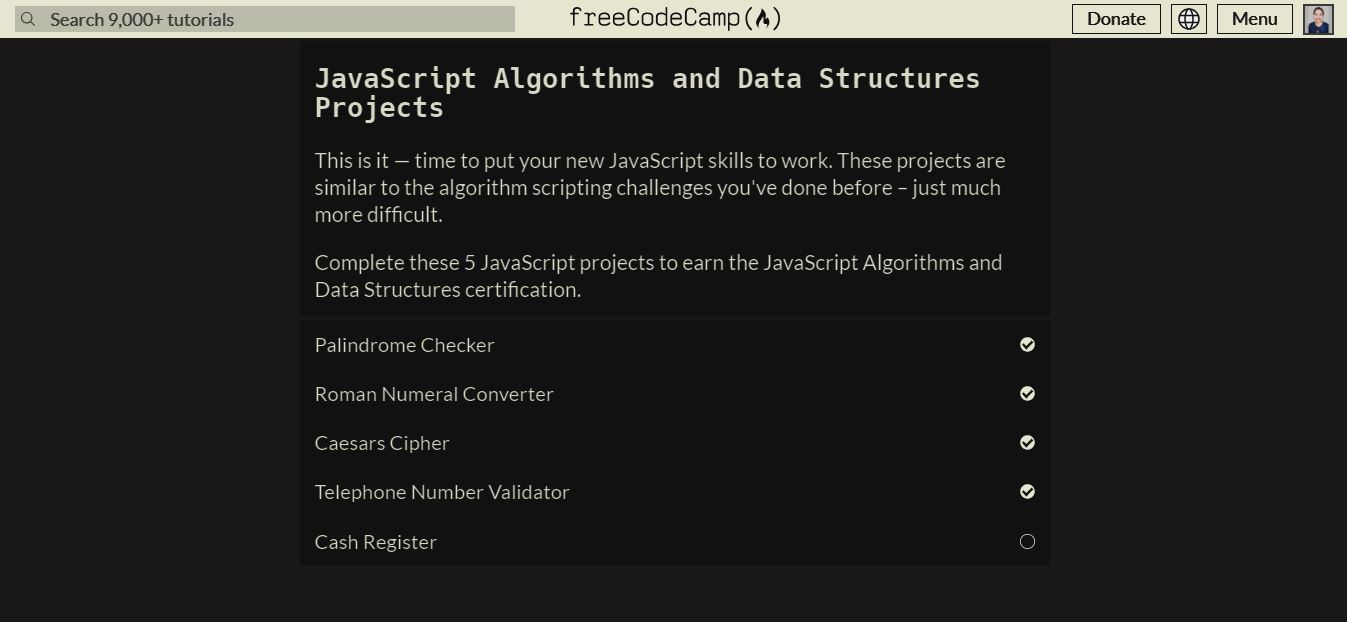 Search 9,000+ tutorials
freeCodeCamp(🔥)
Donate
Menu
JavaScript Algorithms and Data Structures
Projects
This is it — time to put your new JavaScript skills to work. These projects are
similar to the algorithm scripting challenges you've done before – just much
more difficult.
Complete these 5 JavaScript projects to earn the JavaScript Algorithms and
Data Structures certification.
Palindrome Checker
Roman Numeral Converter
Caesars Cipher
Telephone Number Validator
Cash Register